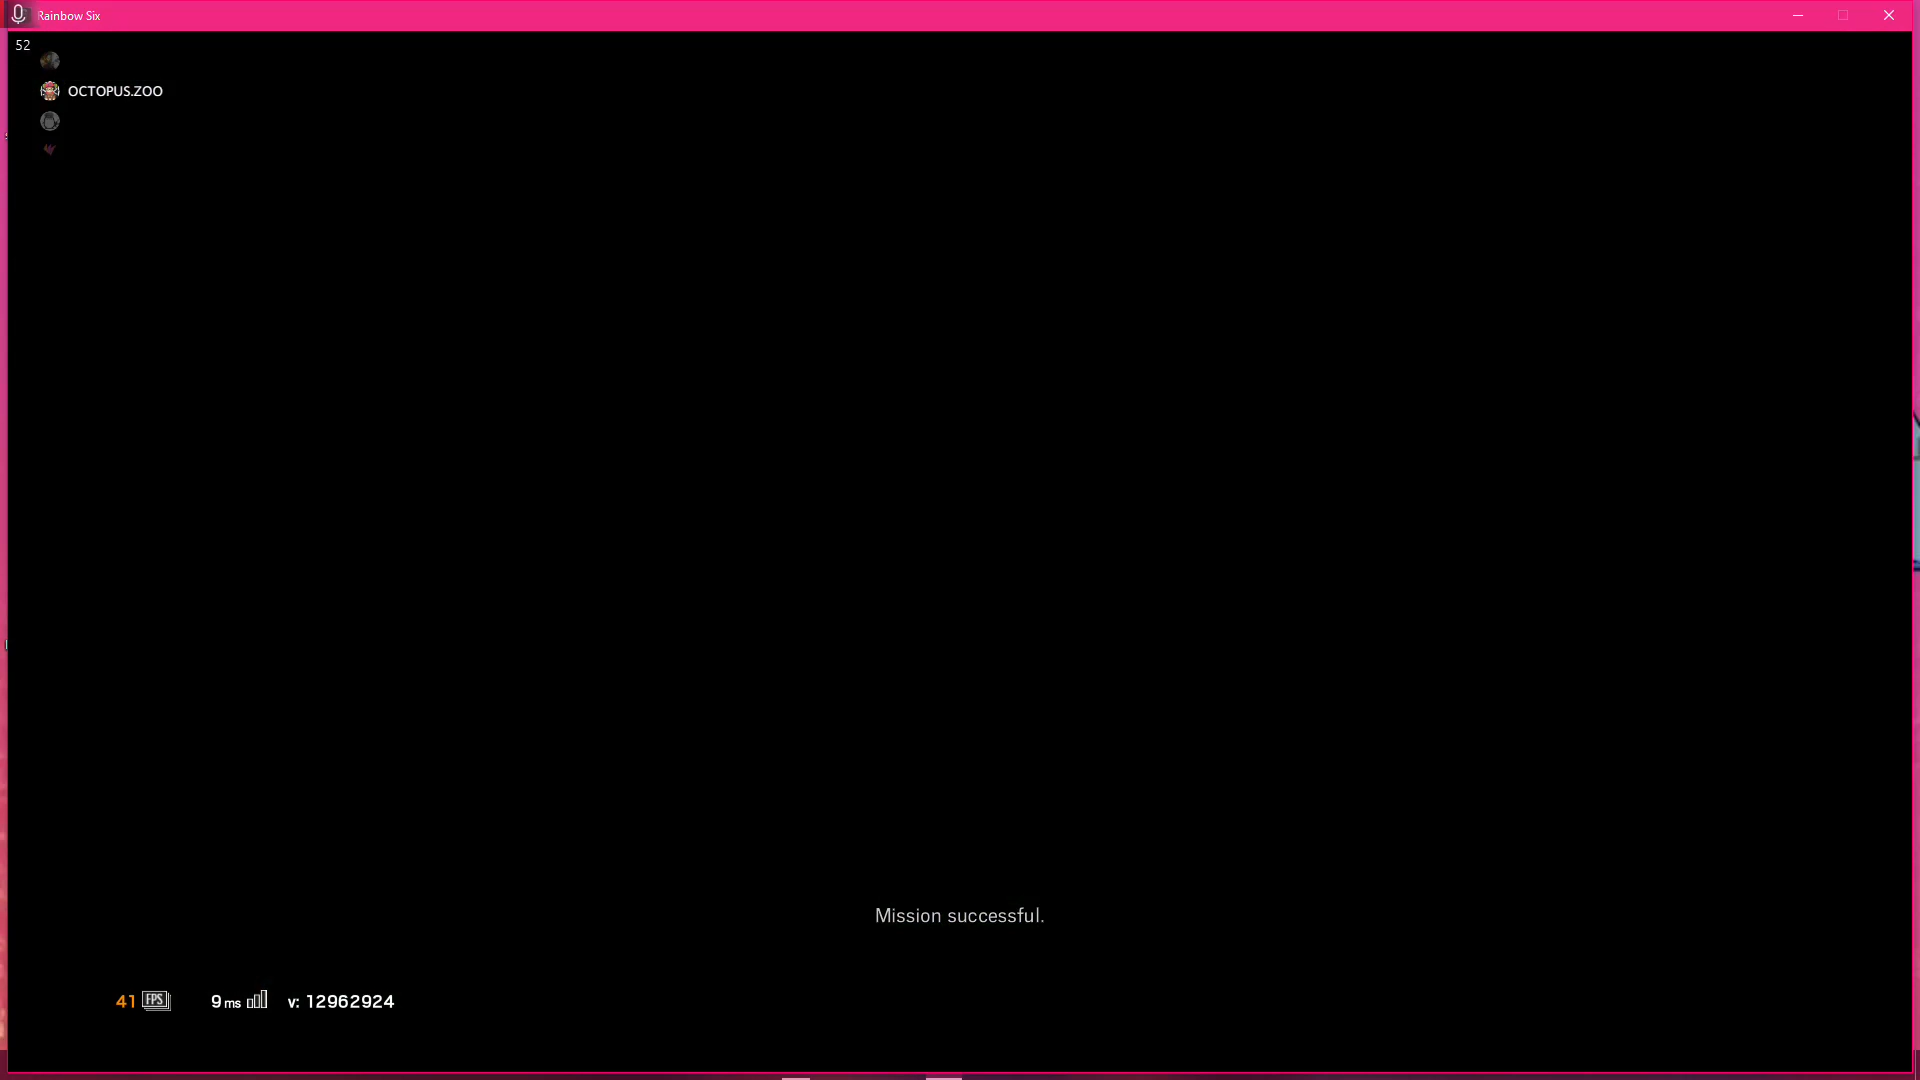 Rainbow Six
52
OCTOPUS.ZOO
Mission successful.
41 FPS 9 ms v: 12962924